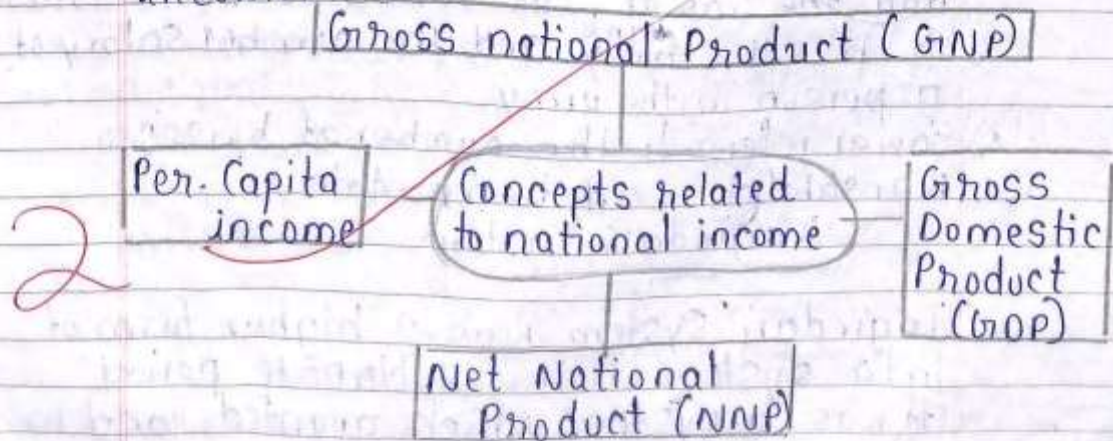 Gross national Product (GNP)
Per. Capita
income
Concepts related
to national income
Gross
Domestic
Product
(GDP)
2
Net National
Product (NNP)